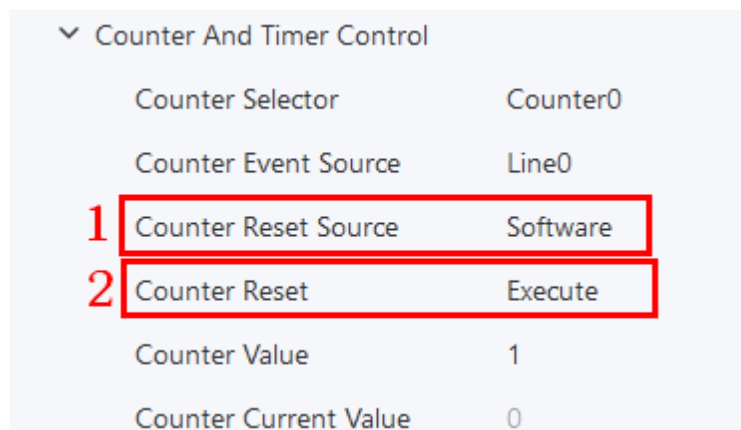 Counter And Timer Control
Counter Selector Counter0
Counter Event Source Line0
1 Counter Reset Source Software
2 Counter Reset Execute
Counter Value 1
Counter Current Value 0